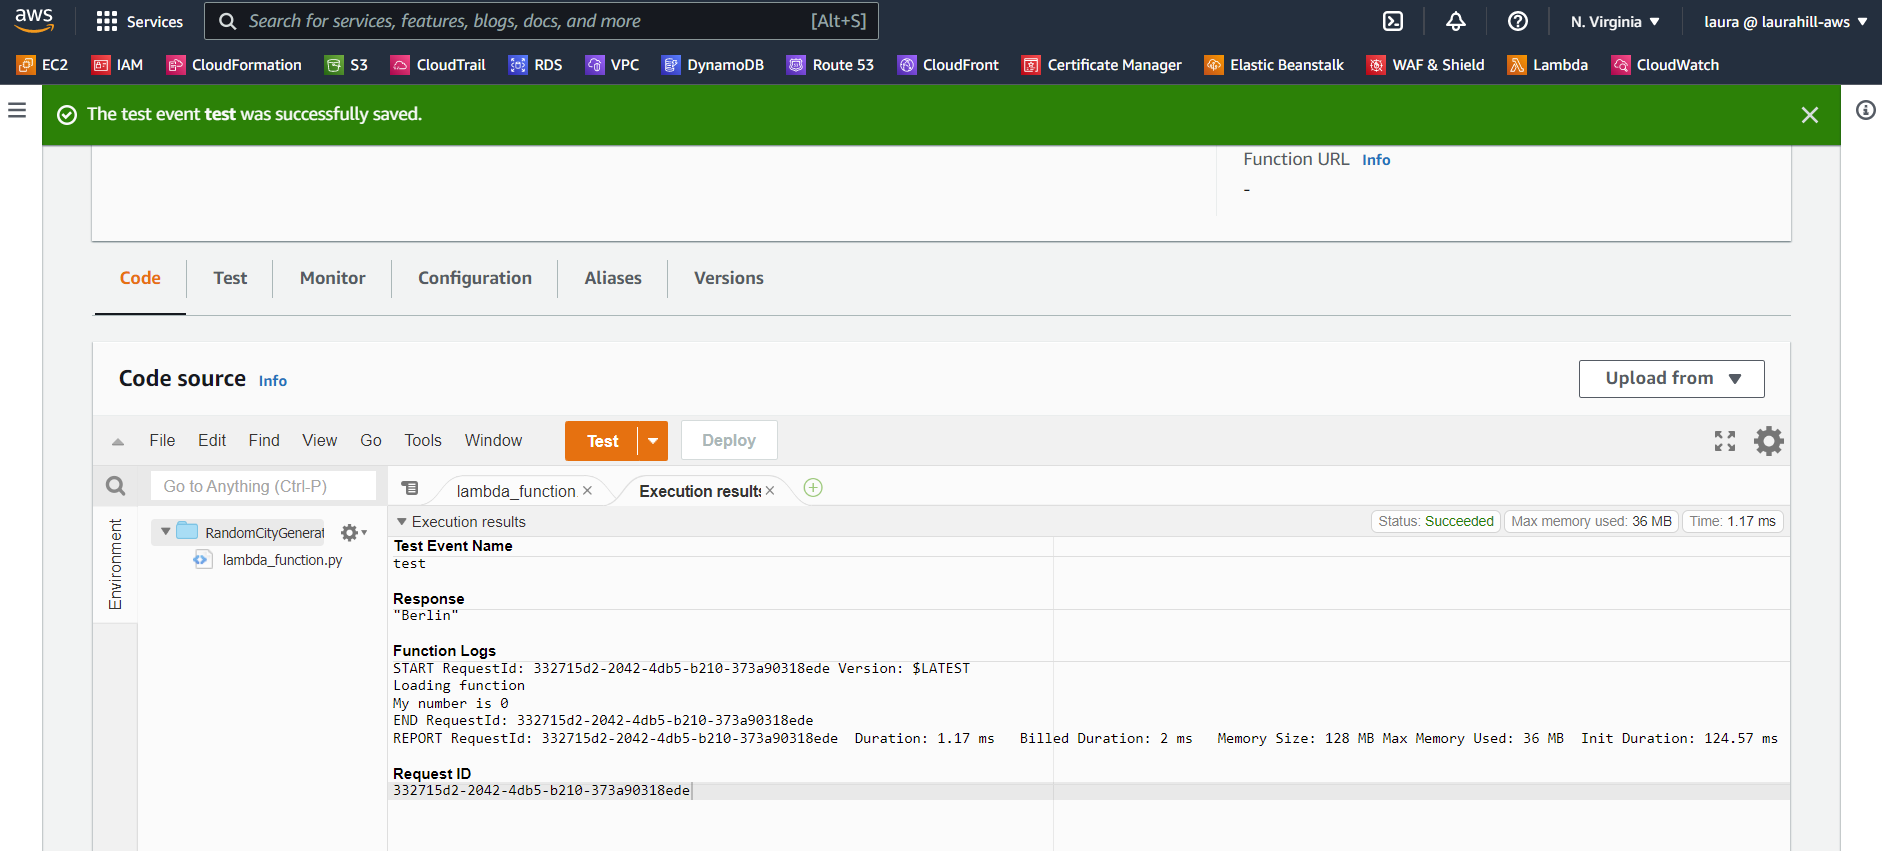 aws Services Search for services, features, blogs, docs, and more [Alt+S] N. Virginia laura @ laurahill-aws
EC2 IAM CloudFormation S3 CloudTrail RDS VPC DynamoDB Route 53 CloudFront Certificate Manager Elastic Beanstalk WAF & Shield Lambda CloudWatch
The test event test was successfully saved.
Function URL Info
-
Code Test Monitor Configuration Aliases Versions
Code source Info Upload from
File Edit Find View Go Tools Window Test Deploy
Go to Anything (Ctrl-P) lambda_function. Execution results
Execution results Status: Succeeded Max memory used: 36 MB Time: 1.17 ms
Environment
RandomCityGenerat
lambda_function.py
Test Event Name
test
Response
"Berlin"
Function Logs
START RequestId: 332715d2-2042-4db5-b210-373a90318ede Version: $LATEST
Loading function
My number is 0
END RequestId: 332715d2-2042-4db5-b210-373a90318ede
REPORT RequestId: 332715d2-2042-4db5-b210-373a90318ede Duration: 1.17 ms Billed Duration: 2 ms Memory Size: 128 MB Max Memory Used: 36 MB Init Duration: 124.57 ms
Request ID
332715d2-2042-4db5-b210-373a90318ede